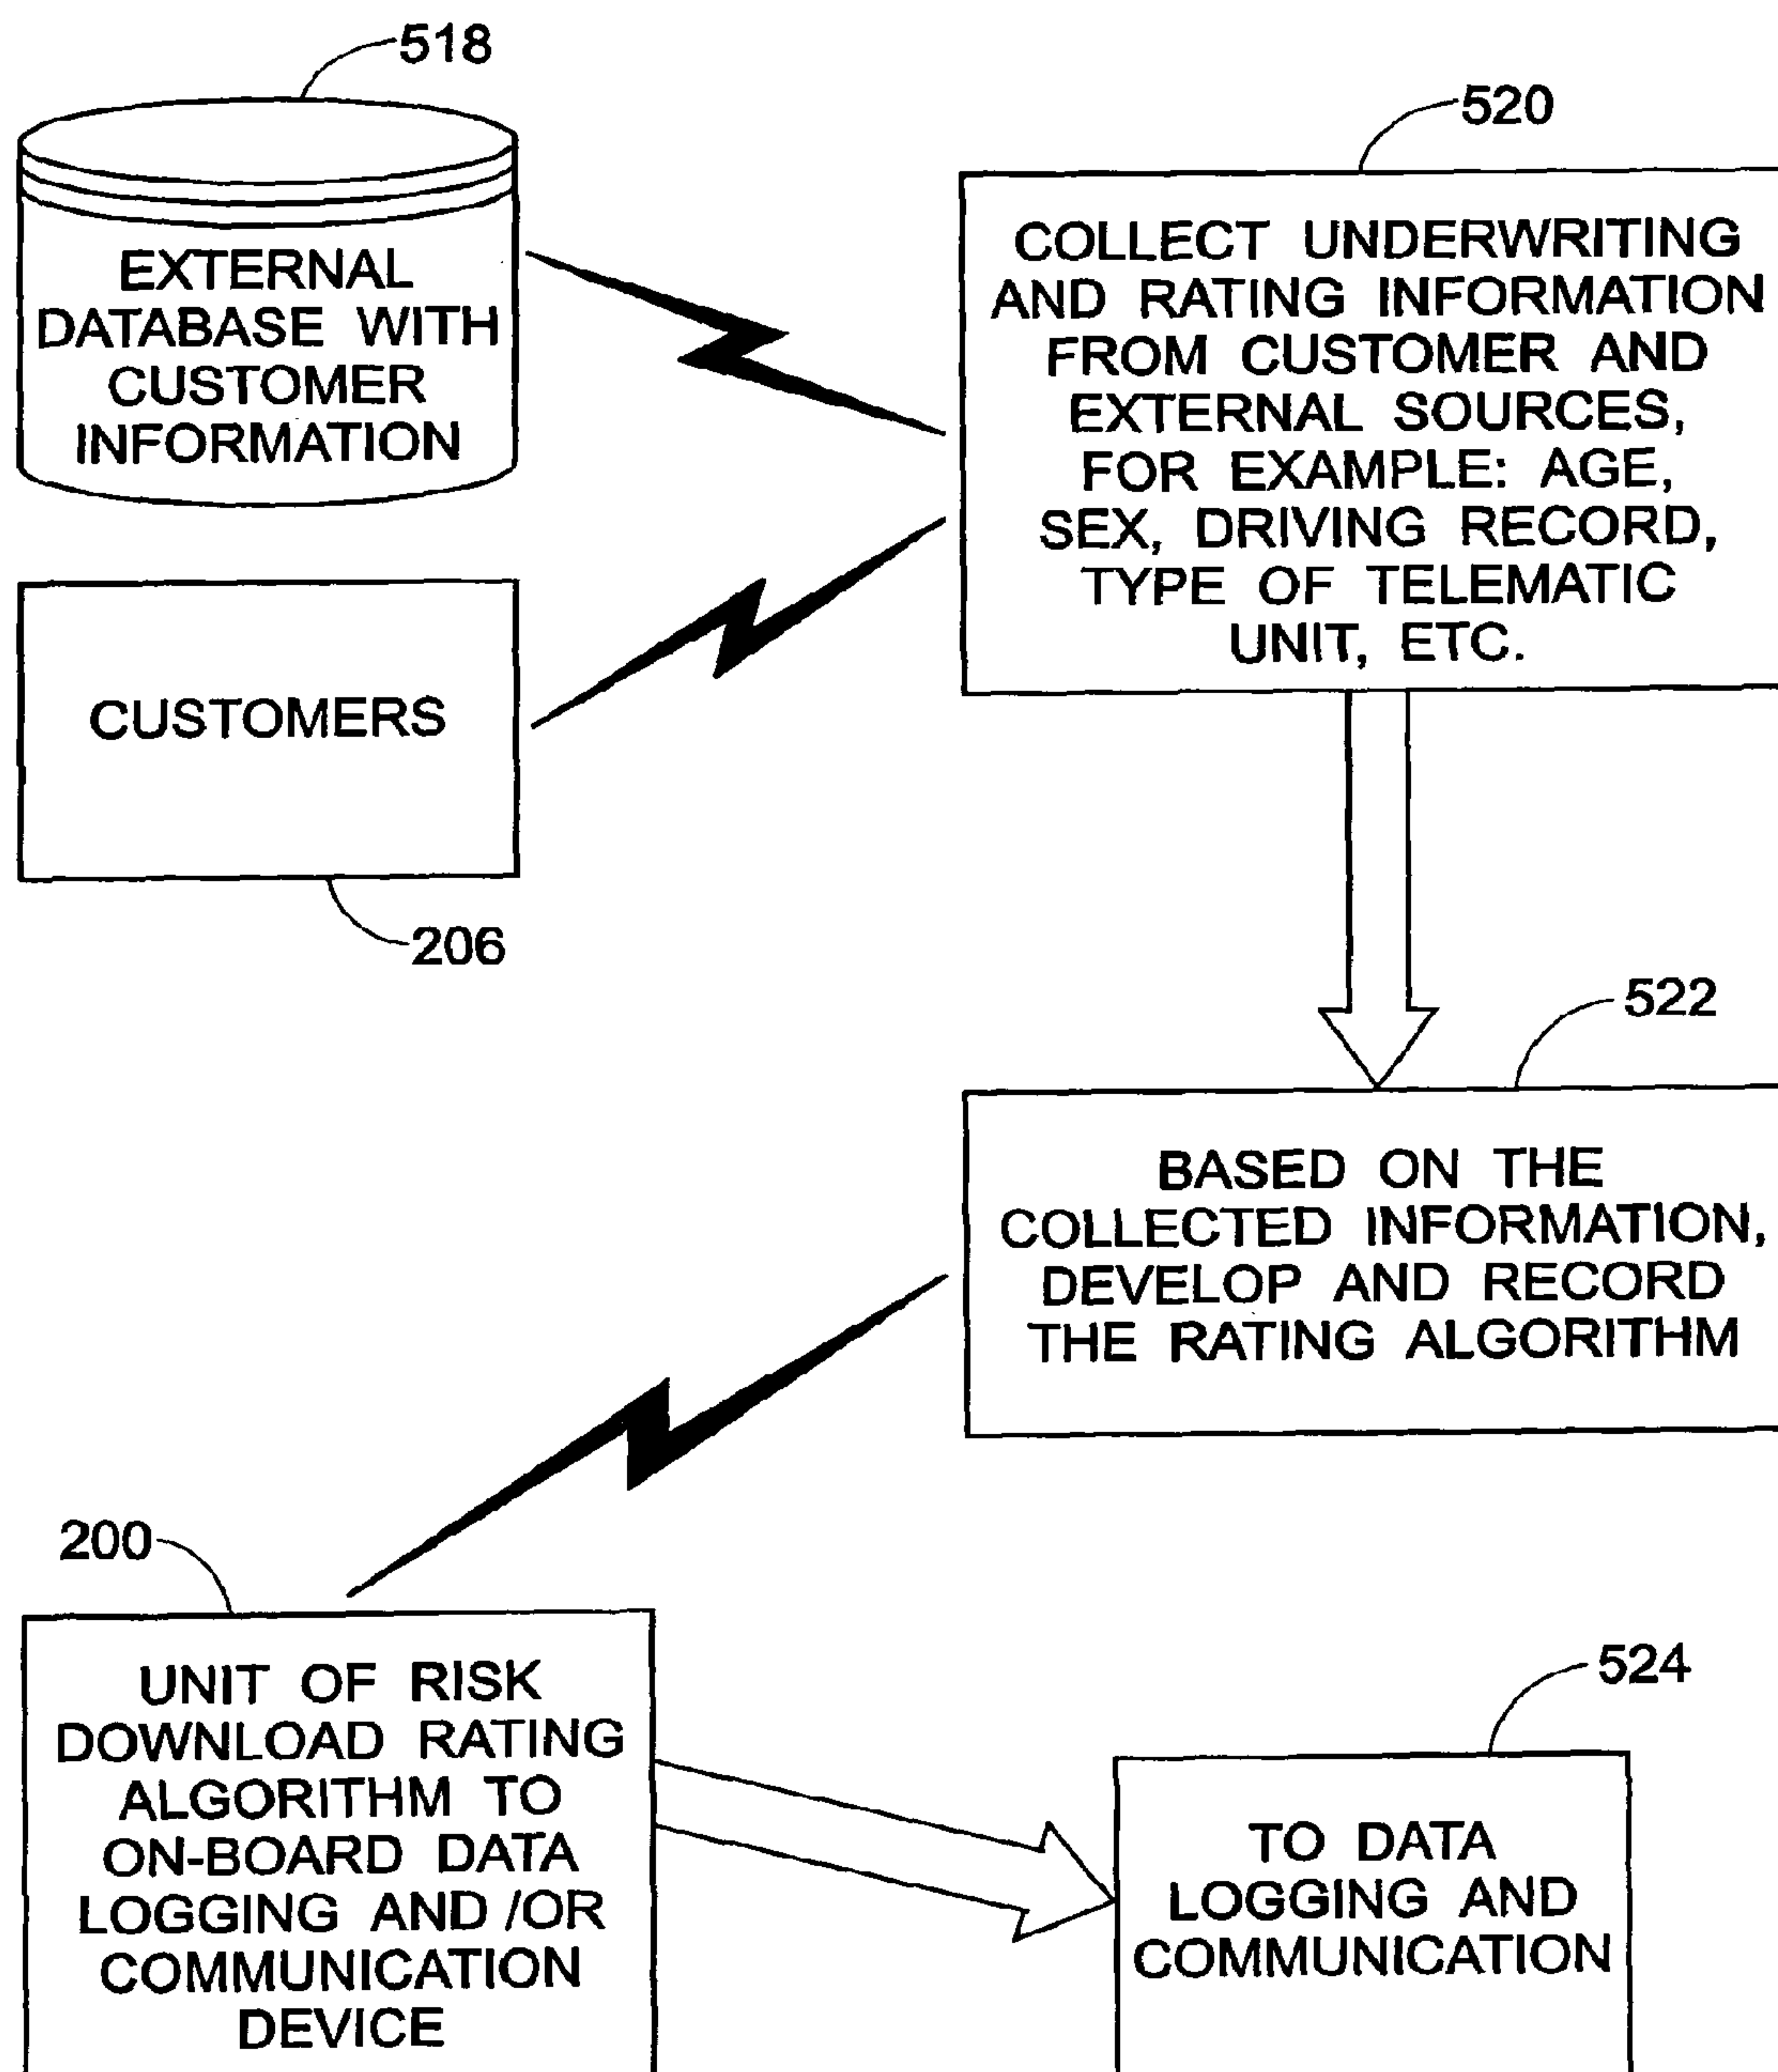 518
EXTERNAL
DATABASE WITH
CUSTOMER
INFORMATION
520
COLLECT UNDERWRITING
AND RATING INFORMATION
FROM CUSTOMER AND
EXTERNAL SOURCES,
FOR EXAMPLE: AGE,
SEX, DRIVING RECORD,
TYPE OF TELEMATIC
UNIT, ETC.
CUSTOMERS
206
522
BASED ON THE
COLLECTED INFORMATION,
DEVELOP AND RECORD
THE RATING ALGORITHM
200
UNIT OF RISK
DOWNLOAD RATING
ALGORITHM TO
ON-BOARD DATA
LOGGING AND /OR
COMMUNICATION
DEVICE
524
TO DATA
LOGGING AND
COMMUNICATION